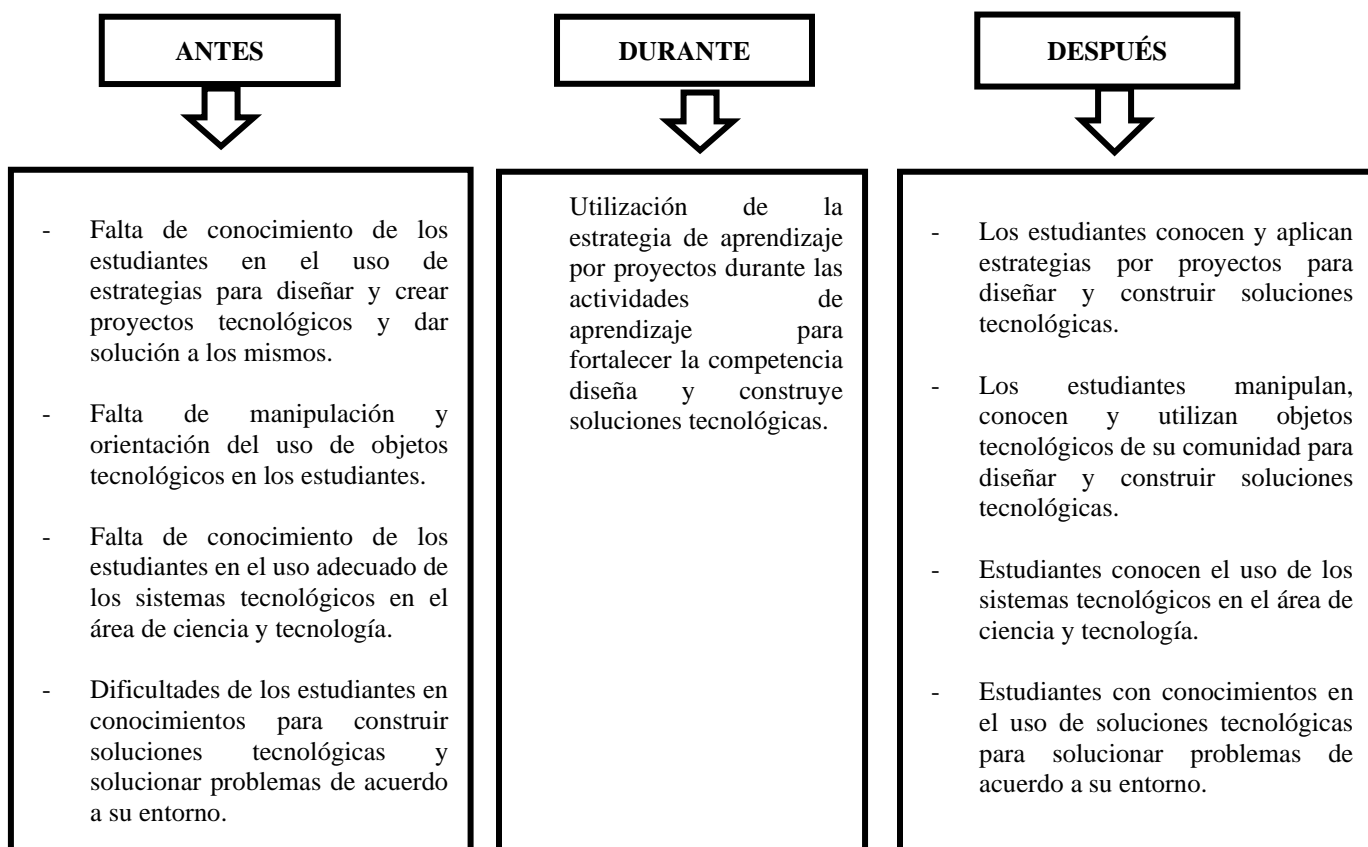 ANTES
Falta de conocimiento de los
estudiantes en el uso de
estrategias para diseñar y crear
proyectos tecnológicos y dar
solución a los mismos.
- Falta de manipulación y
orientación del uso de objetos
tecnológicos en los estudiantes.
- Falta de conocimiento de los
estudiantes en el uso adecuado de
los sistemas tecnológicos en el
área de ciencia y tecnología.
- Dificultades de los estudiantes en
conocimientos para construir
soluciones tecnológicas y
solucionar problemas de acuerdo
a su entorno.
DURANTE
Utilización de la
estrategia de aprendizaje
por proyectos durante las
actividades de
aprendizaje para
fortalecer la competencia
diseña y construye
soluciones tecnológicas.
DESPUÉS
- Los estudiantes conocen y aplican
estrategias por proyectos para
diseñar y construir soluciones
tecnológicas.
- Los estudiantes manipulan,
conocen y utilizan objetos
tecnológicos de su comunidad para
diseñar y construir soluciones
tecnológicas.
- Estudiantes conocen el uso de los
sistemas tecnológicos en el área de
ciencia y tecnología.
- Estudiantes con conocimientos en
el uso de soluciones tecnológicas
para solucionar problemas de
acuerdo a su entorno.